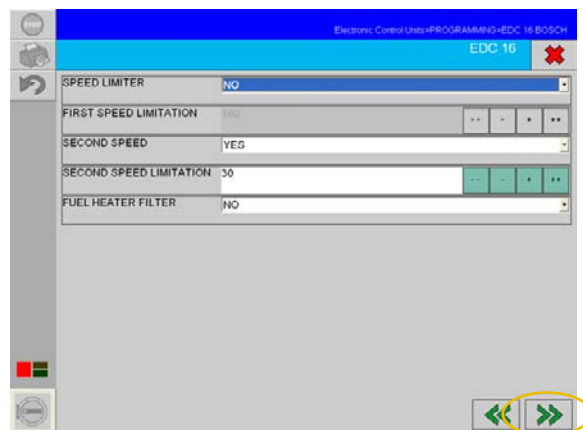 STOP
Electronic Control Units»PROGRAMMING»EDC 16 BOSCH
EDC 16
SPEED LIMITER NO
FIRST SPEED LIMITATION -- - + ++
SECOND SPEED YES
SECOND SPEED LIMITATION 30 -- - + ++
FUEL HEATER FILTER NO